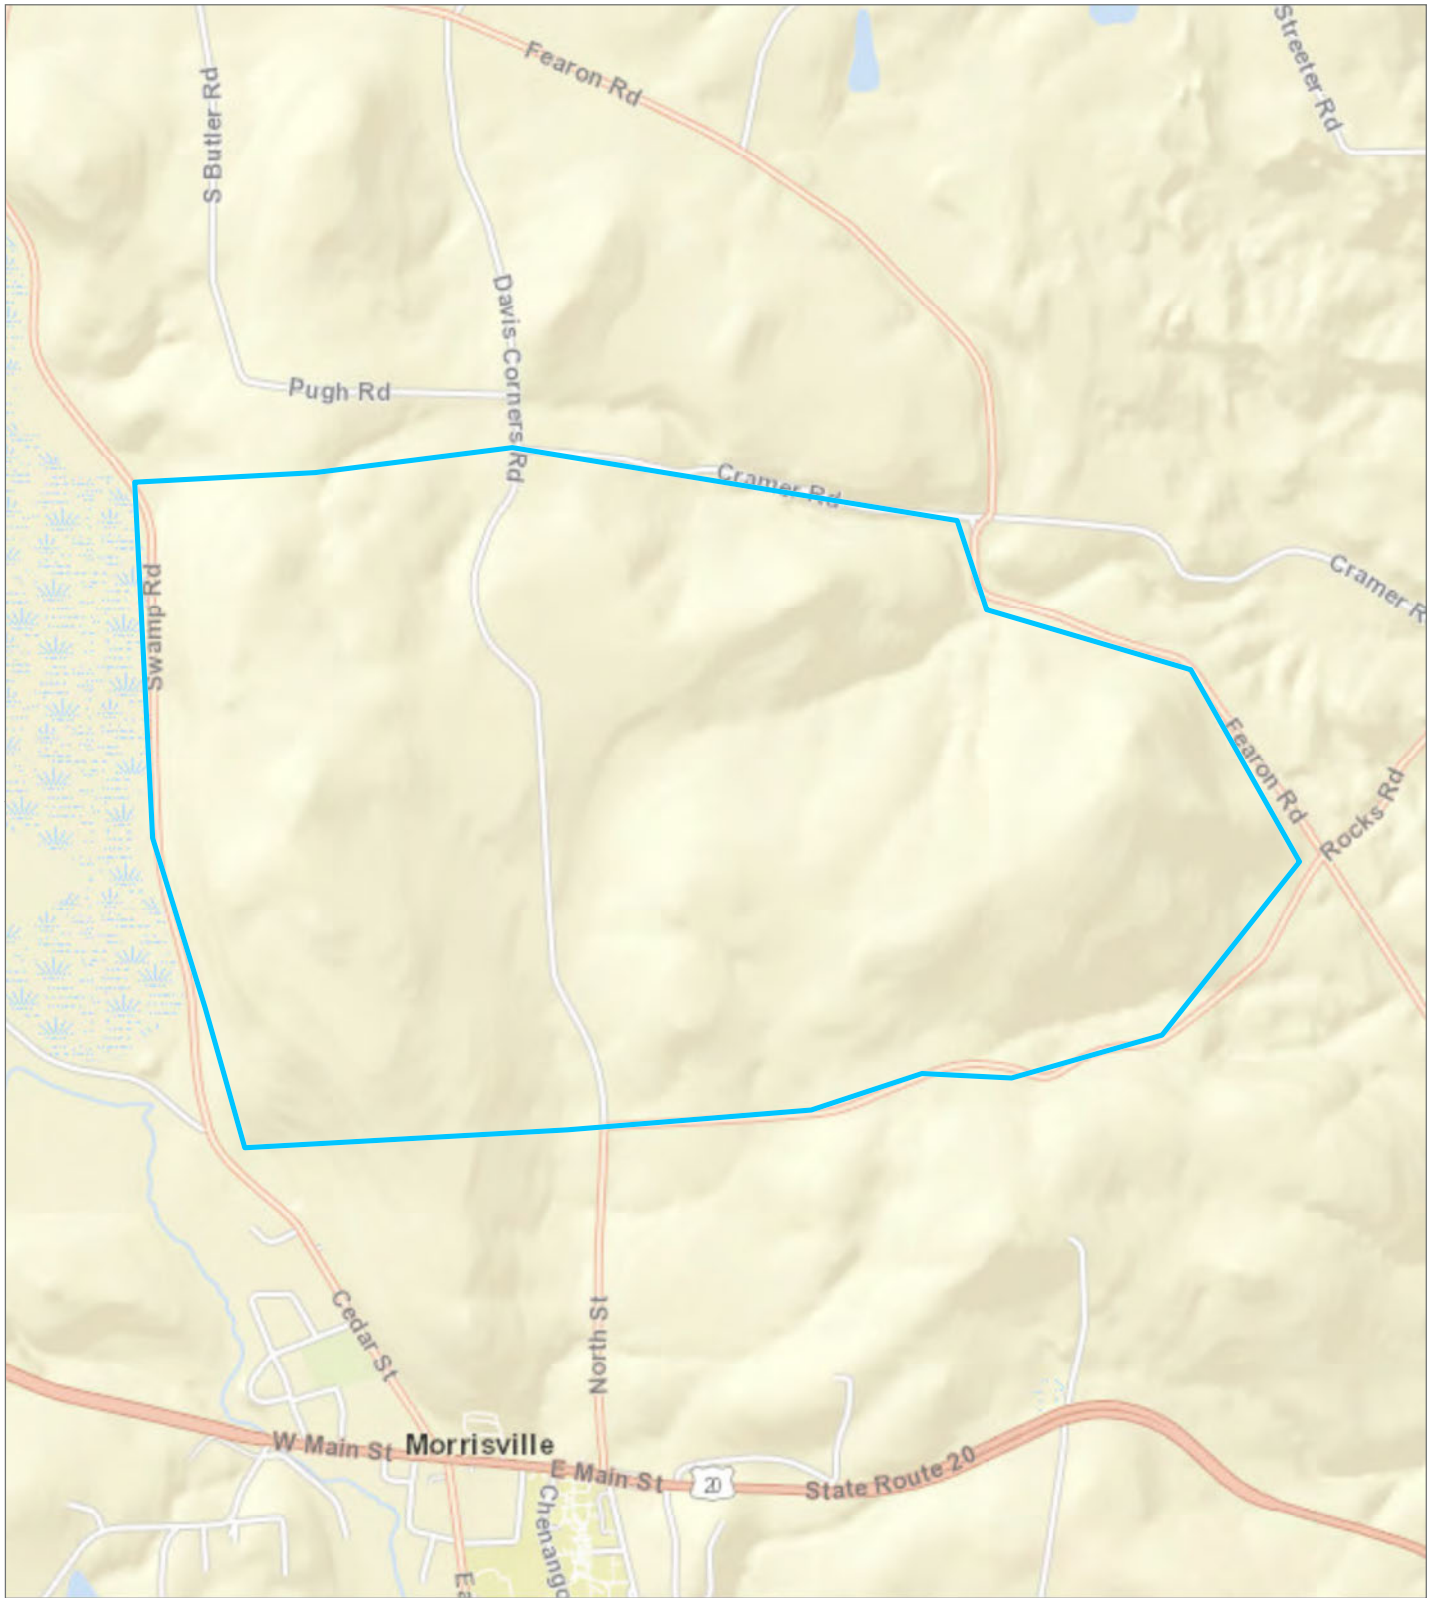 Streeter Rd
Fearon Rd
S Butler Rd
Davis Corners Rd
Pugh Rd
Cramer Rd
Cramer R
Swamp Rd
Fearon Rd
Rocks Rd
Cedar St
North St
W Main St
Morrisville
E Main St
20
State Route 20
Chenango
Ea